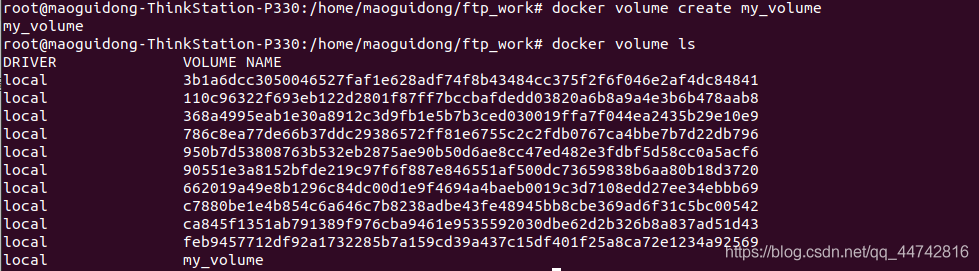 root@maoguidong-ThinkStation-P330:/home/maoguidong/ftp_work# docker volume create my_volume
my_volume
root@maoguidong-ThinkStation-P330:/home/maoguidong/ftp_work# docker volume ls
DRIVER VOLUME NAME
local 3b1a6dcc3050046527faf1e628adf74f8b43484cc375f2f6f046e2af4dc84841
local 110c96322f693eb122d2801f87ff7bccbafdedd03820a6b8a9a4e3b6b478aab8
local 368a4995eab1e30a8912c3d9fb1e5b7b3ced030019ffa7f044ea2435b29e10e9
local 786c8ea77de66b37ddc29386572ff81e6755c2c2fdb0767ca4bbe7b7d22db796
local 950b7d53808763b532eb2875ae90b50d6ae8cc47ed482e3fdbf5d58cc0a5acf6
local 90551e3a8152bfde219c97f6f887e846551af500dc73659838b6aa80b18d3720
local 662019a49e8b1296c84dc00d1e9f4694a4baeb0019c3d7108edd27ee34ebbb69
local c7880be1e4b854c6a646c7b8238adbe43fe48945bb8cbe369ad6f31c5bc00542
local ca845f1351ab791389f976cba9461e9535592030dbe62d2b326b8a837ad51d43
local feb9457712df92a1732285b7a159cd39a437c15df401f25a8ca72e1234a92569
local my_volume
https://blog.csdn.net/qq_44742816